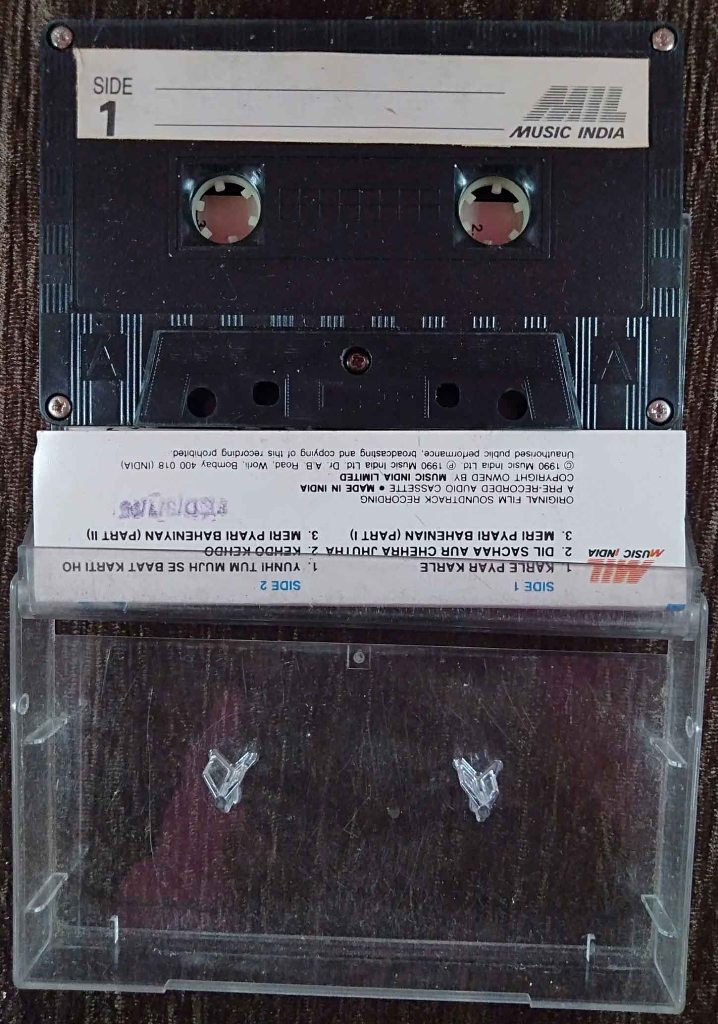 SIDE
1
MIL
MUSIC INDIA
3
2
A
A
MIL
MUSIC INDIA
SIDE 1
1. KARLE PYAR KARLE
2. DIL SACHAA AUR CHEHRA JHUTHA
3. MERI PYARI BAHENIAN (PART I)
SIDE 2
1. YUNHI TUM MUJH SE BAAT KARTI HO
2. KEHDO KEHDO
3. MERI PYARI BAHENIYAN (PART II)
ORIGINAL FILM SOUNDTRACK RECORDING
A PRE-RECORDED AUDIO CASSETTE ● MADE IN INDIA
COPYRIGHT OWNED BY MUSIC INDIA LIMITED
© 1990 Music India Ltd. ℗ 1990 Music India Ltd. Dr. A.B. Road, Worli, Bombay 400 018 (INDIA)
Unauthorised public performance, broadcasting and copying of this recording prohibited.